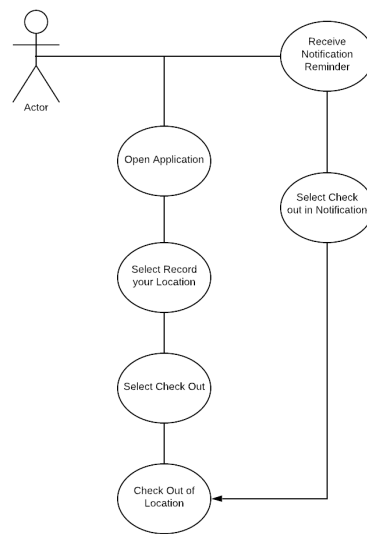 Actor
Receive
Notification
Reminder
Open Application
Select Check
out in Notification
Select Record
your Location
Select Check Out
Check Out of
Location